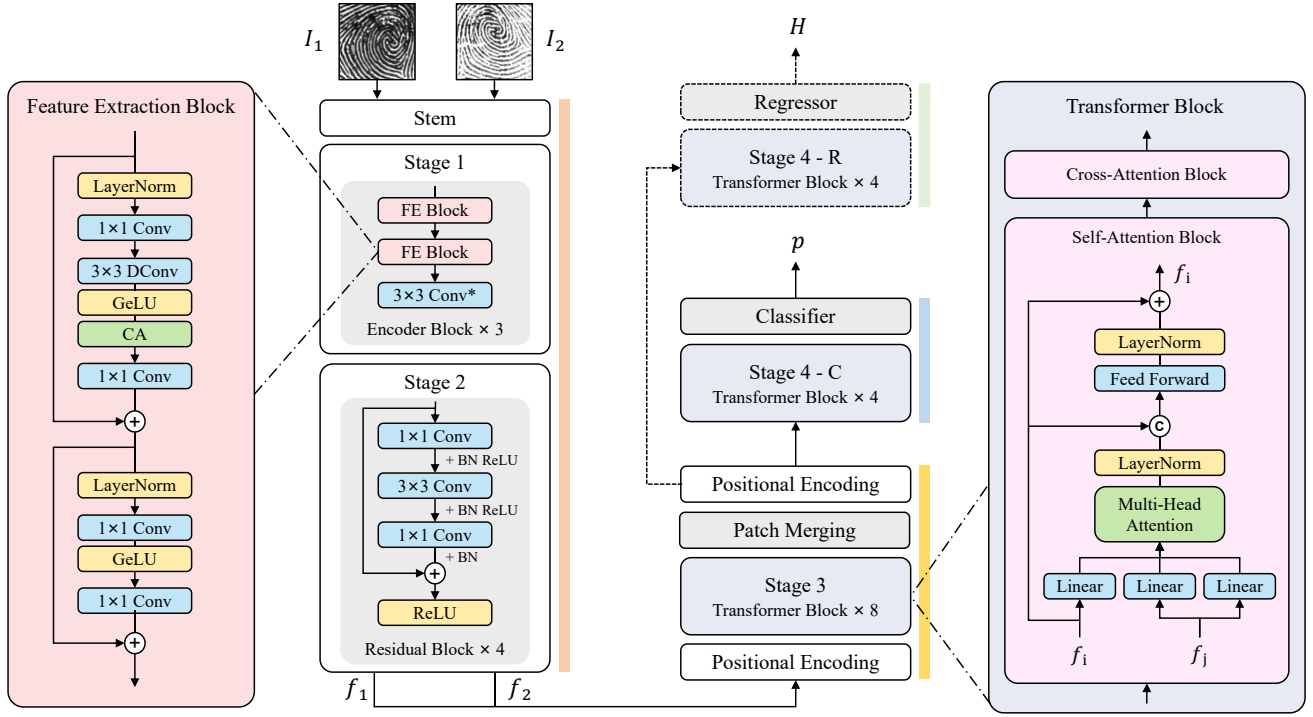 Feature Extraction Block
LayerNorm
1×1 Conv
3×3 DConv
GeLU
CA
1×1 Conv
+
LayerNorm
1×1 Conv
GeLU
1×1 Conv
+
I₁
I₂
Stem
Stage 1
FE Block
FE Block
3×3 Conv*
Encoder Block × 3
Stage 2
1×1 Conv
+ BN ReLU
3×3 Conv
+ BN ReLU
1×1 Conv
+ BN
+
ReLU
Residual Block × 4
f₁
f₂
H
Regressor
Stage 4 - R
Transformer Block × 4
p
Classifier
Stage 4 - C
Transformer Block × 4
Positional Encoding
Patch Merging
Stage 3
Transformer Block × 8
Positional Encoding
Transformer Block
Cross-Attention Block
Self-Attention Block
fᵢ
+
LayerNorm
Feed Forward
C
LayerNorm
Multi-Head
Attention
Linear Linear Linear
fᵢ fⱼ